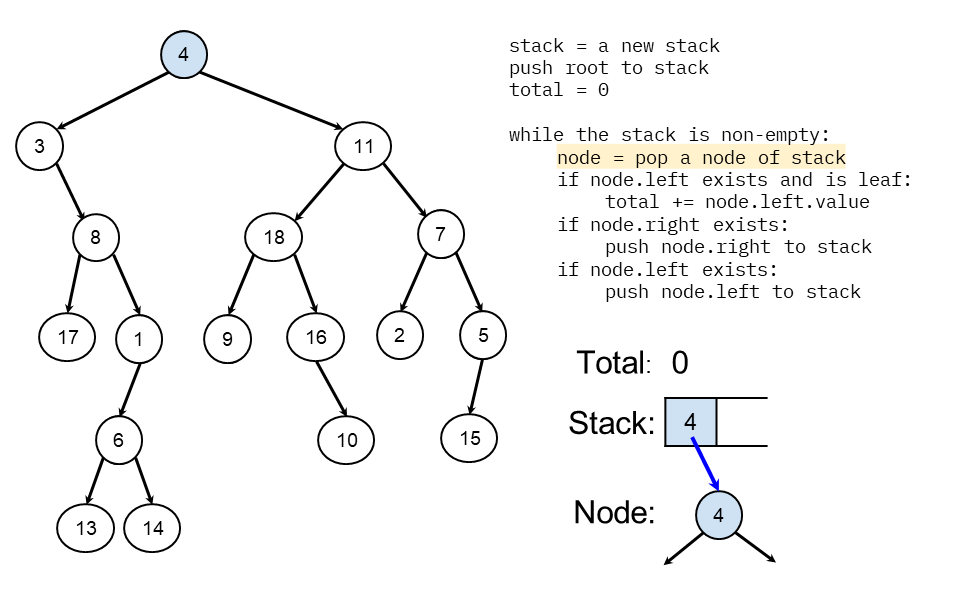 4
3
11
8
18
7
17
1
9
16
2
5
6
10
15
13
14
stack = a new stack
push root to stack
total = 0
while the stack is non-empty:
node = pop a node of stack
if node.left exists and is leaf:
total += node.left.value
if node.right exists:
push node.right to stack
if node.left exists:
push node.left to stack
Total: 0
Stack: 4
Node: 4